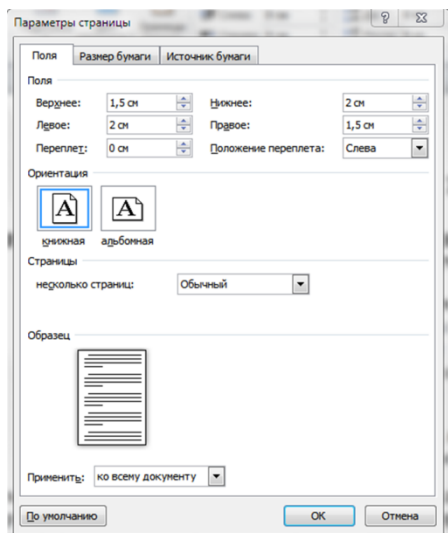 Параметры страницы
Поля Размер бумаги Источник бумаги
Поля
Верхнее: 1,5 см Нижнее: 2 см
Левое: 2 см Правое: 1,5 см
Переплет: 0 см Положение переплета: Слева
Ориентация
A A
книжная альбомная
Страницы
несколько страниц: Обычный
Образец
Применить: ко всему документу
По умолчанию ОК Отмена